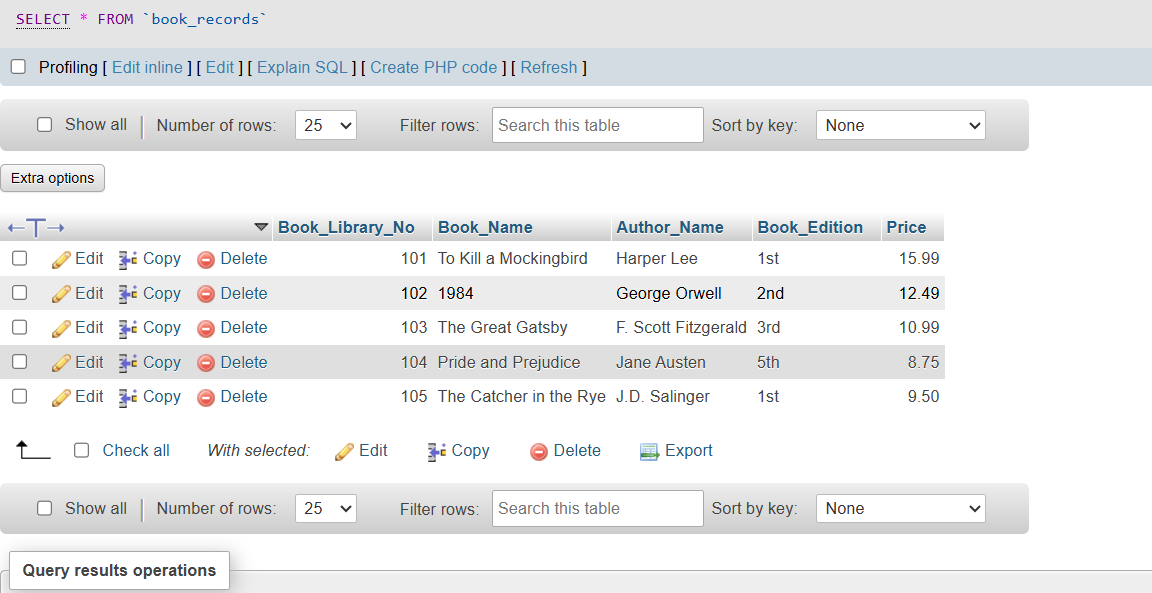 SELECT * FROM `book_records`
Profiling [ Edit inline ] [ Edit ] [ Explain SQL ] [ Create PHP code ] [ Refresh ]
Show all | Number of rows: 25 Filter rows: Search this table Sort by key: None
Extra options
←T→ Book_Library_No Book_Name Author_Name Book_Edition Price
Edit Copy Delete 101 To Kill a Mockingbird Harper Lee 1st 15.99
Edit Copy Delete 102 1984 George Orwell 2nd 12.49
Edit Copy Delete 103 The Great Gatsby F. Scott Fitzgerald 3rd 10.99
Edit Copy Delete 104 Pride and Prejudice Jane Austen 5th 8.75
Edit Copy Delete 105 The Catcher in the Rye J.D. Salinger 1st 9.50
Check all With selected: Edit Copy Delete Export
Show all | Number of rows: 25 Filter rows: Search this table Sort by key: None
Query results operations